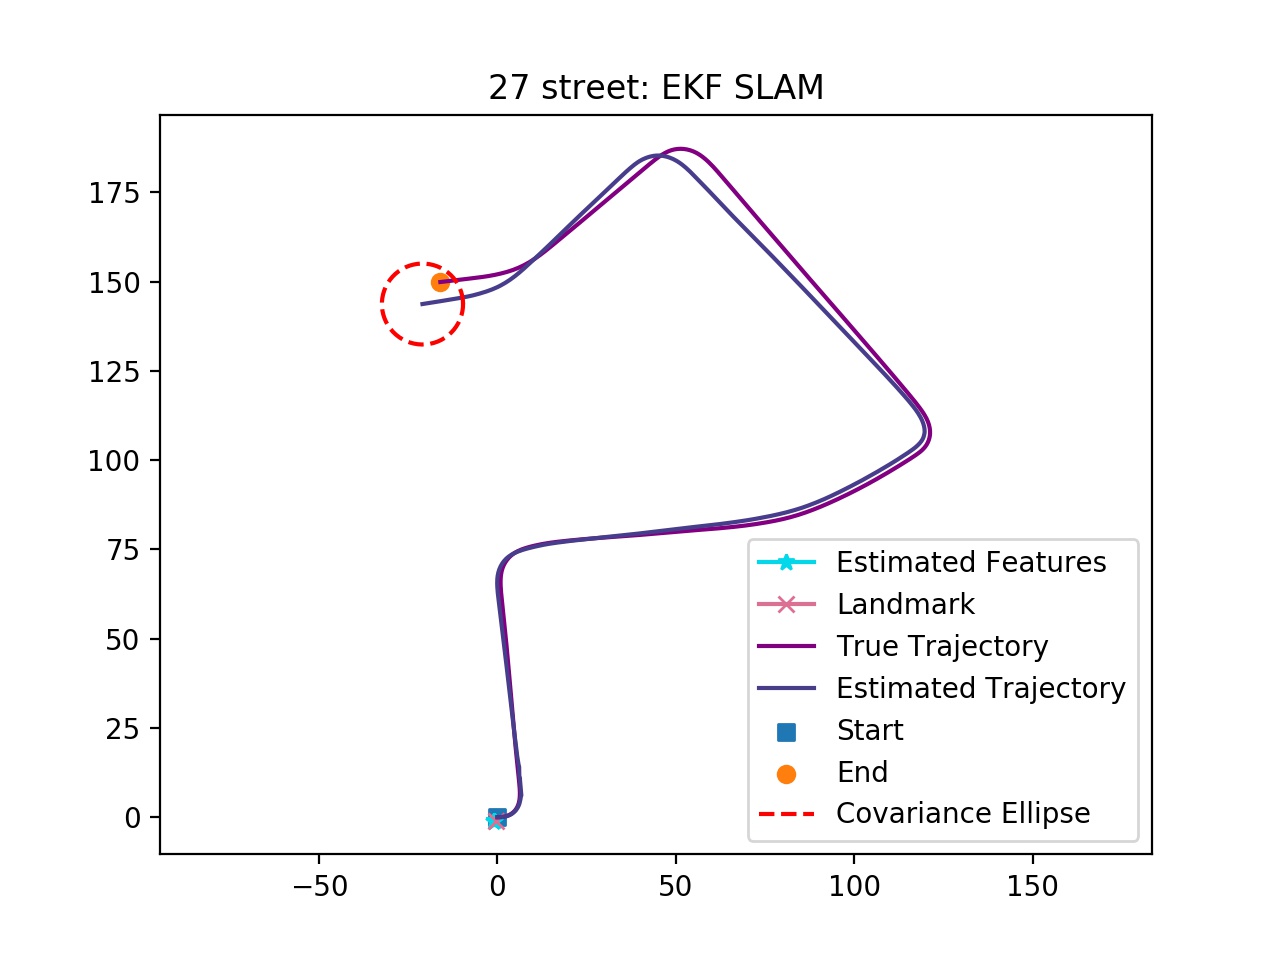 27 street: EKF SLAM
175
150
125
100
75
50
25
0
−50 0 50 100 150
Estimated Features
Landmark
True Trajectory
Estimated Trajectory
Start
End
Covariance Ellipse